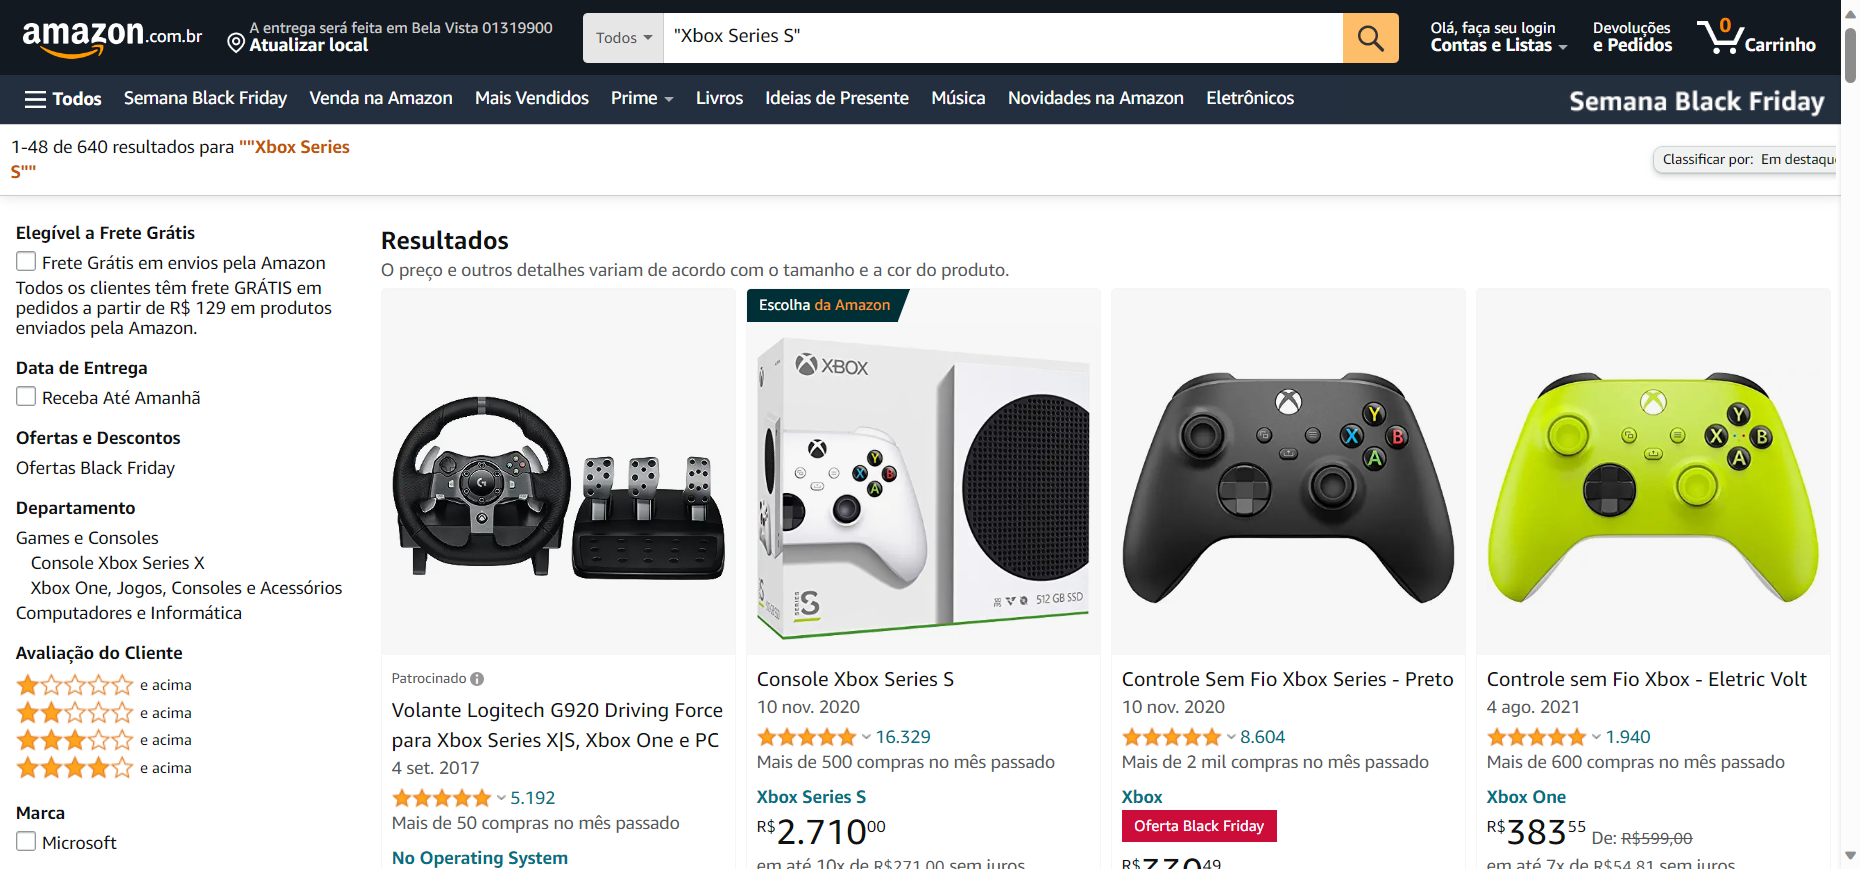 amazon.com.br
A entrega será feita em Bela Vista 01319900
Atualizar local
Todos
"Xbox Series S"
Olá, faça seu login
Contas e Listas
Devoluções
e Pedidos
0
Carrinho
Todos
Semana Black Friday
Venda na Amazon
Mais Vendidos
Prime
Livros
Ideias de Presente
Música
Novidades na Amazon
Eletrônicos
Semana Black Friday
1-48 de 640 resultados para ""Xbox Series
S""
Classificar por: Em destaque
Elegível a Frete Grátis
Frete Grátis em envios pela Amazon
Todos os clientes têm frete GRÁTIS em
pedidos a partir de R$ 129 em produtos
enviados pela Amazon.
Data de Entrega
Receba Até Amanhã
Ofertas e Descontos
Ofertas Black Friday
Departamento
Games e Consoles
Console Xbox Series X
Xbox One, Jogos, Consoles e Acessórios
Computadores e Informática
Avaliação do Cliente
e acima
e acima
e acima
e acima
Marca
Microsoft
Resultados
O preço e outros detalhes variam de acordo com o tamanho e a cor do produto.
Patrocinado
Volante Logitech G920 Driving Force
para Xbox Series X|S, Xbox One e PC
4 set. 2017
5.192
Mais de 50 compras no mês passado
No Operating System
Escolha da Amazon
XBOX
Y
X
B
A
SERIES S
512 GB SSD
Console Xbox Series S
10 nov. 2020
16.329
Mais de 500 compras no mês passado
Xbox Series S
R$2.71000
em até 10x de R$271,00 sem juros
Y
X
B
A
Controle Sem Fio Xbox Series - Preto
10 nov. 2020
8.604
Mais de 2 mil compras no mês passado
Xbox
Oferta Black Friday
R$33049
Y
X
B
A
Controle sem Fio Xbox - Eletric Volt
4 ago. 2021
1.940
Mais de 600 compras no mês passado
Xbox One
R$38355 De: R$599,00
em até 7x de R$54,81 sem juros